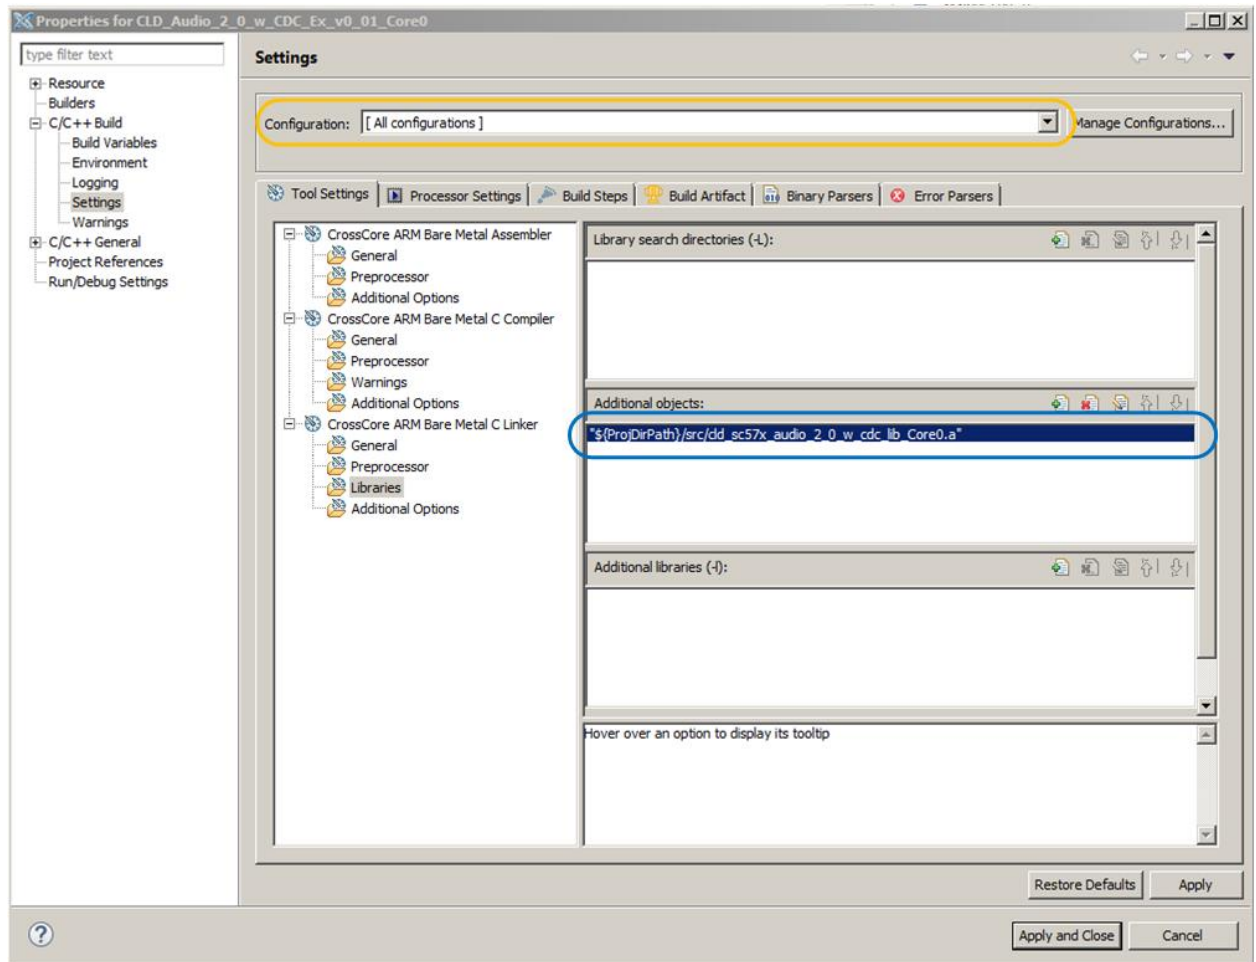 Properties for CLD_Audio_2_0_w_CDC_Ex_v0_01_Core0
type filter text
Settings
Resource
Builders
C/C++ Build
Build Variables
Environment
Logging
Settings
Warnings
C/C++ General
Project References
Run/Debug Settings
Configuration: [ All configurations ]
Manage Configurations...
Tool Settings Processor Settings Build Steps Build Artifact Binary Parsers Error Parsers
CrossCore ARM Bare Metal Assembler
General
Preprocessor
Additional Options
CrossCore ARM Bare Metal C Compiler
General
Preprocessor
Warnings
Additional Options
CrossCore ARM Bare Metal C Linker
General
Preprocessor
Libraries
Additional Options
Library search directories (-L):
Additional objects:
"${ProjDirPath}/src/cld_sc57x_audio_2_0_w_cdc_lib_Core0.a"
Additional libraries (-l):
Hover over an option to display its tooltip
Restore Defaults Apply
? Apply and Close Cancel